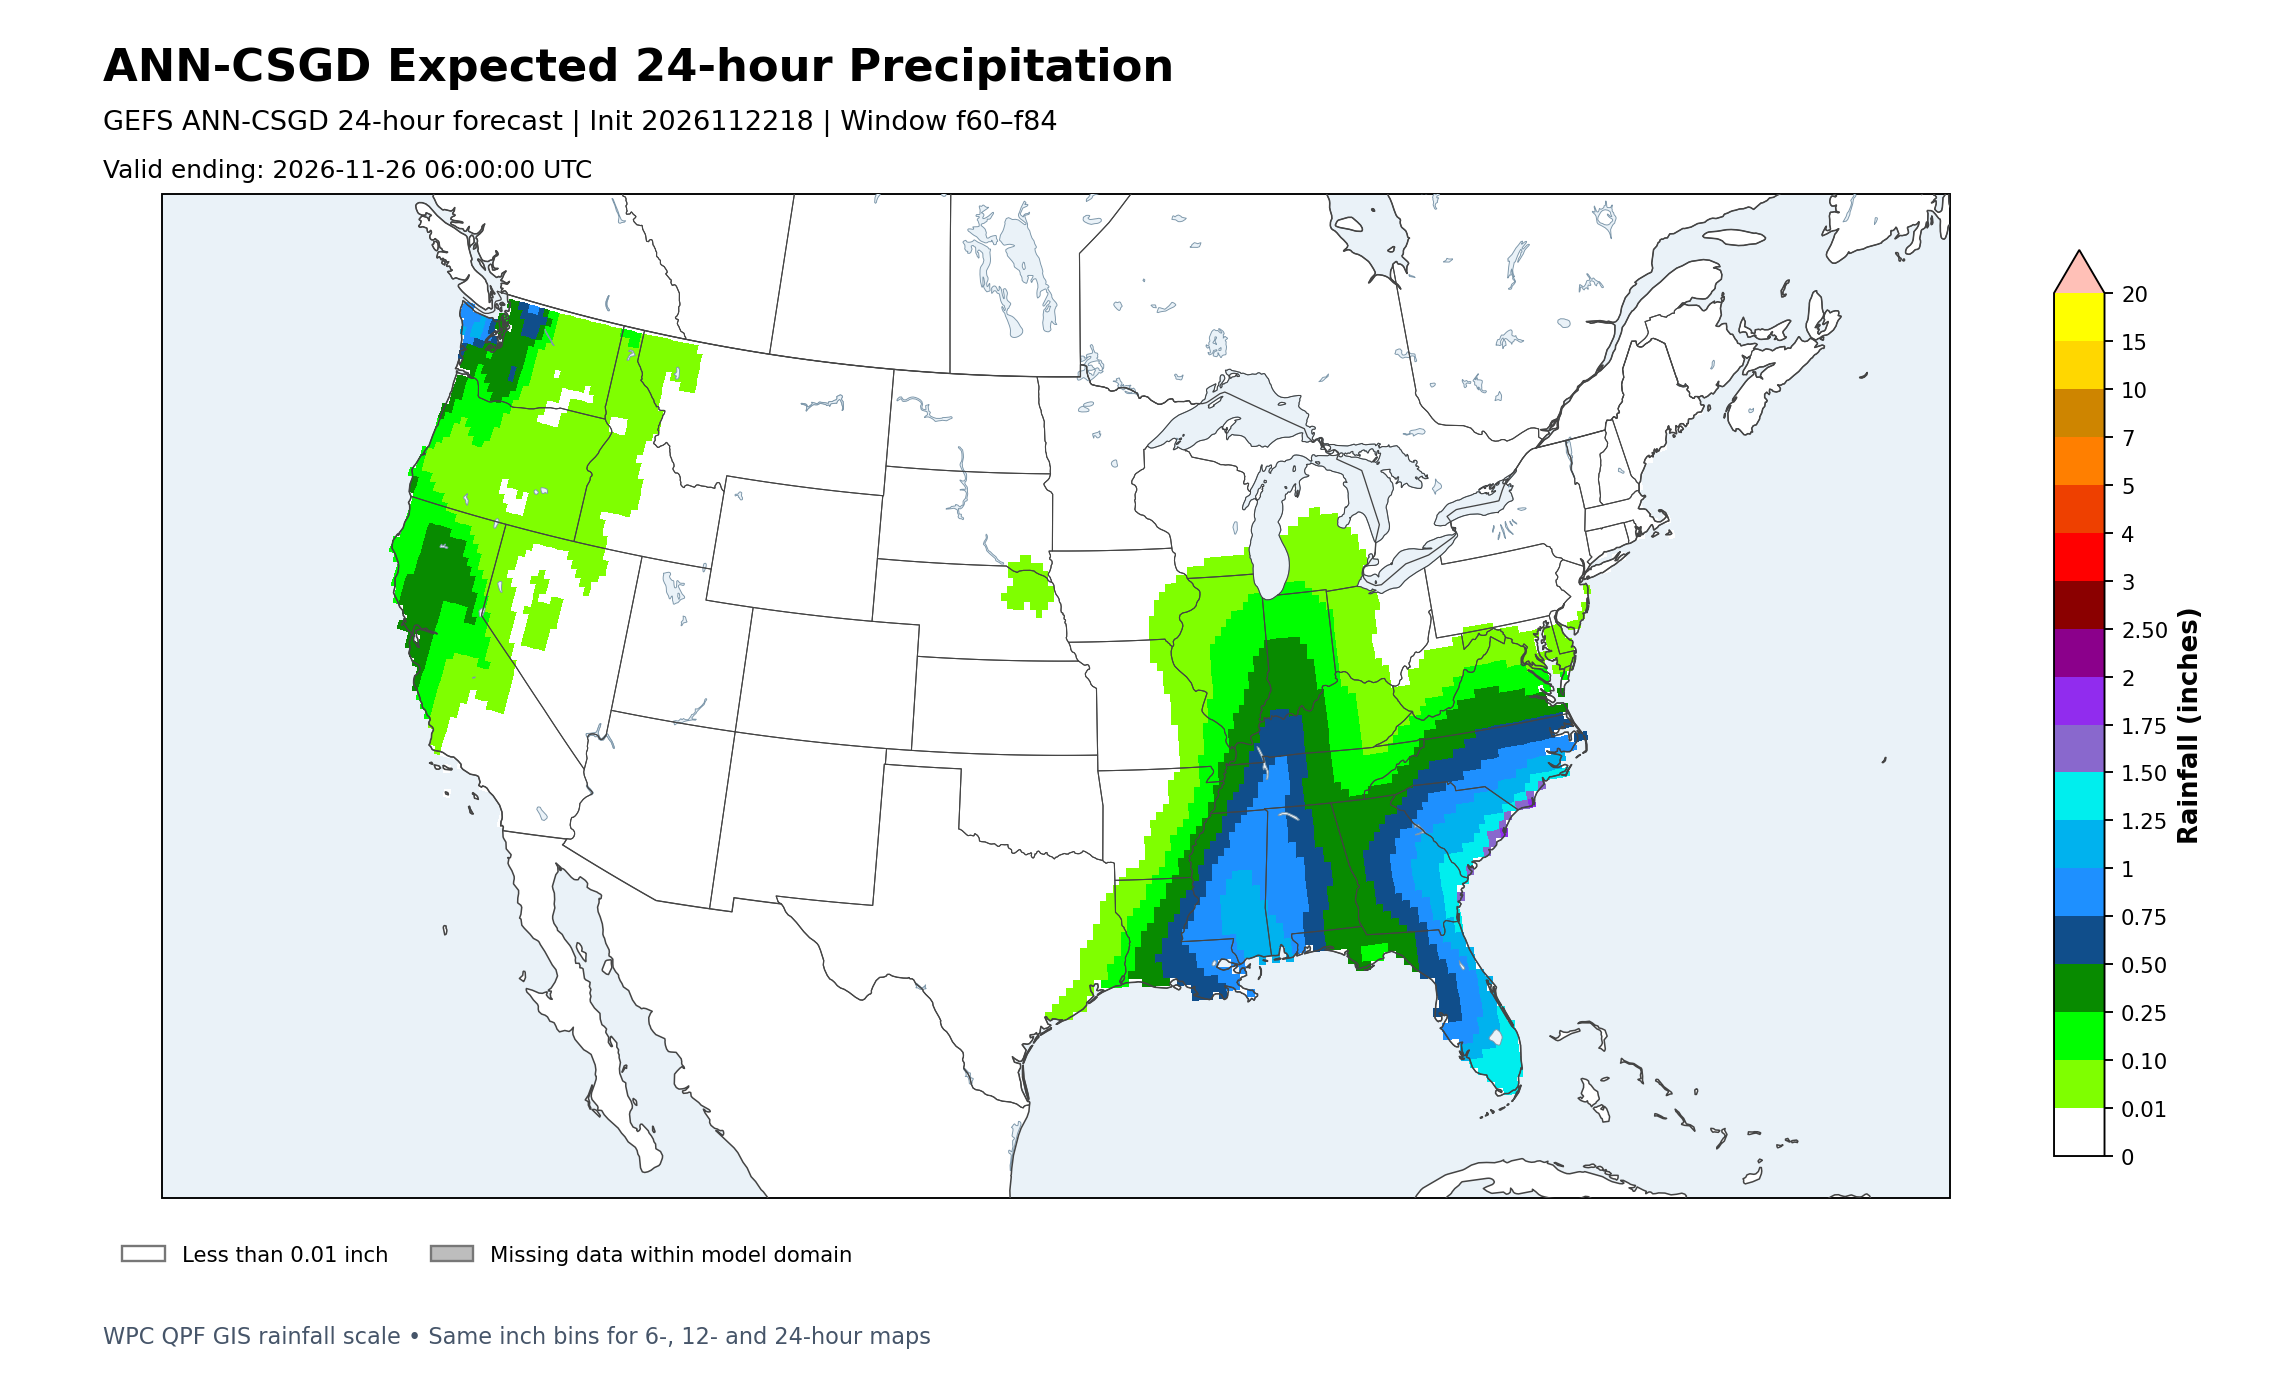 ANN-CSGD Expected 24-hour Precipitation
GEFS ANN-CSGD 24-hour forecast | Init 2026112218 | Window f60–f84
Valid ending: 2026-11-26 06:00:00 UTC
20
15
10
7
5
4
3
2.50
2
1.75
1.50
1.25
1
0.75
0.50
0.25
0.10
0.01
0
Rainfall (inches)
Less than 0.01 inch
Missing data within model domain
WPC QPF GIS rainfall scale • Same inch bins for 6-, 12- and 24-hour maps